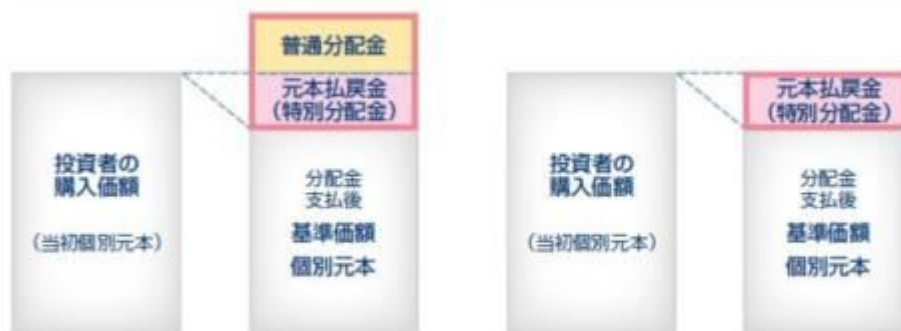 普通分配金
元本払戻金
(特別分配金)
投資者の
購入価額
(当初個別元本)
分配金
支払後
基準価額
個別元本
元本払戻金
(特別分配金)
投資者の
購入価額
(当初個別元本)
分配金
支払後
基準価額
個別元本